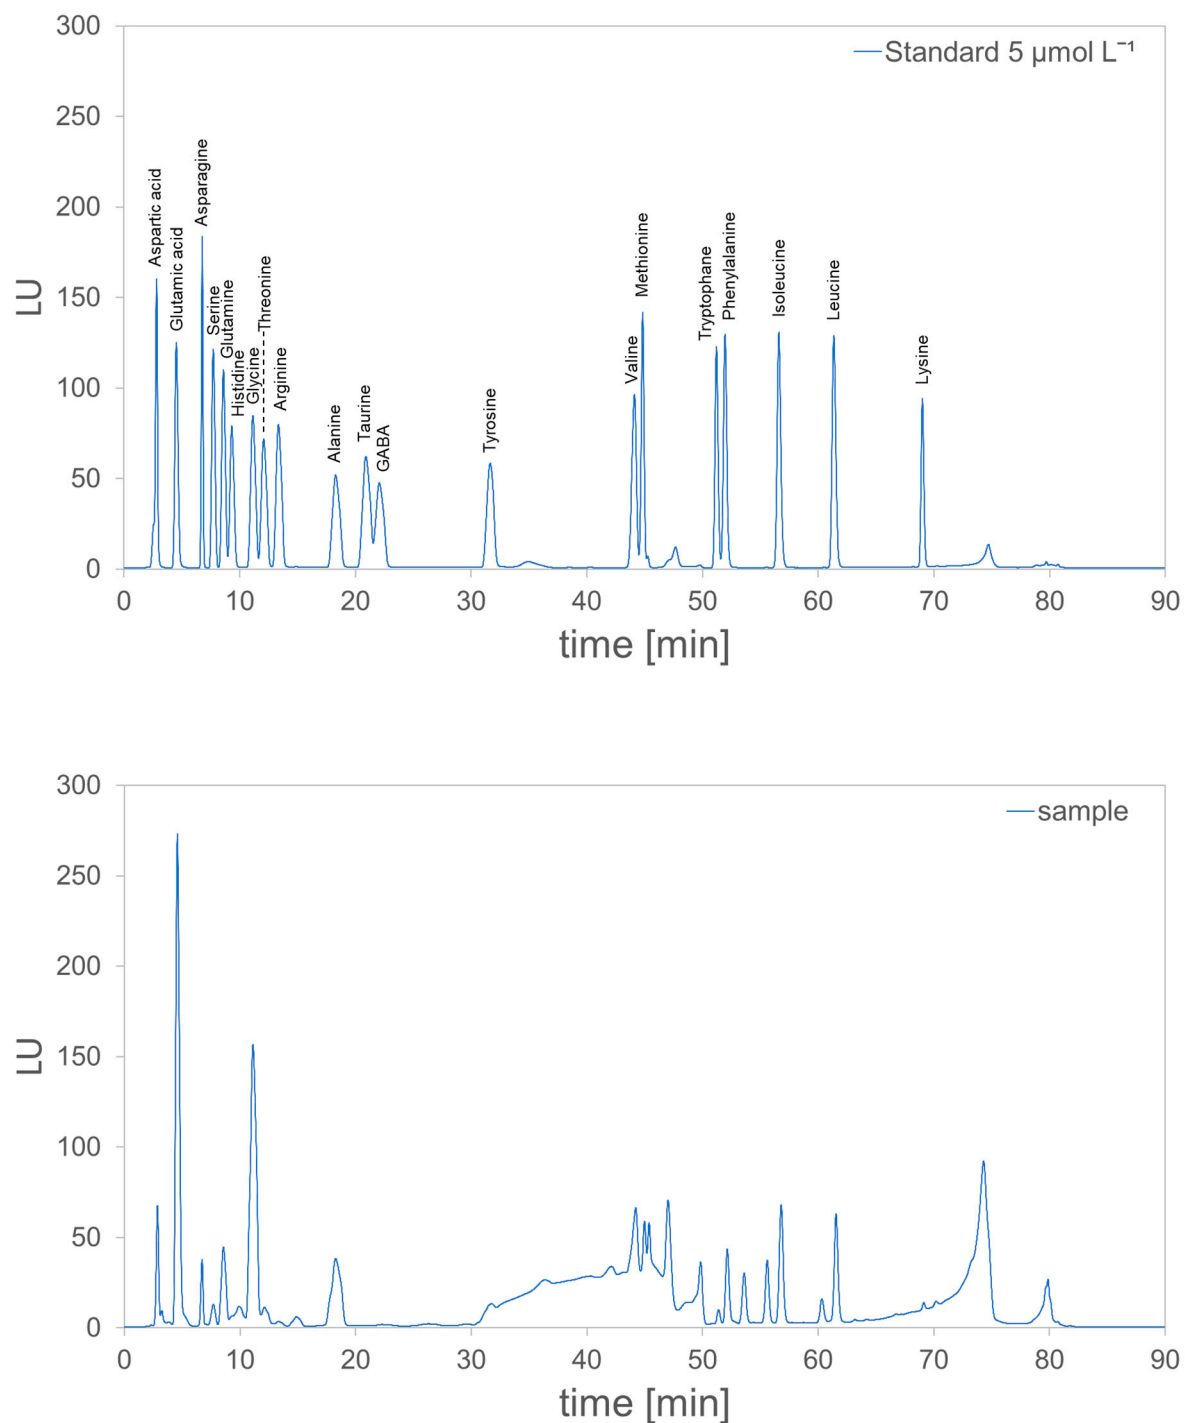 300
Standard 5 µmol L⁻¹
250
200
150
100
50
0
LU
Aspartic acid
Glutamic acid
Asparagine
Serine
Glutamine
Histidine
Glycine
Threonine
Arginine
Alanine
Taurine
GABA
Tyrosine
Valine
Methionine
Tryptophane
Phenylalanine
Isoleucine
Leucine
Lysine
0 10 20 30 40 50 60 70 80 90
time [min]
300
sample
250
200
150
100
50
0
LU
0 10 20 30 40 50 60 70 80 90
time [min]